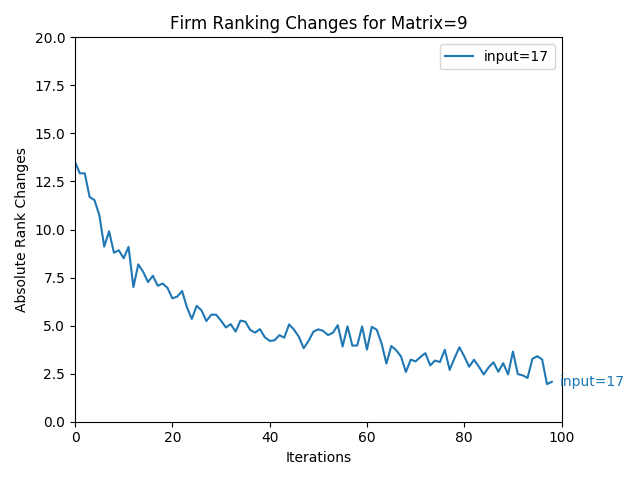 Firm Ranking Changes for Matrix=9
20.0
17.5
15.0
12.5
10.0
7.5
5.0
2.5
0.0
Absolute Rank Changes
input=17
input=17
0 20 40 60 80 100
Iterations